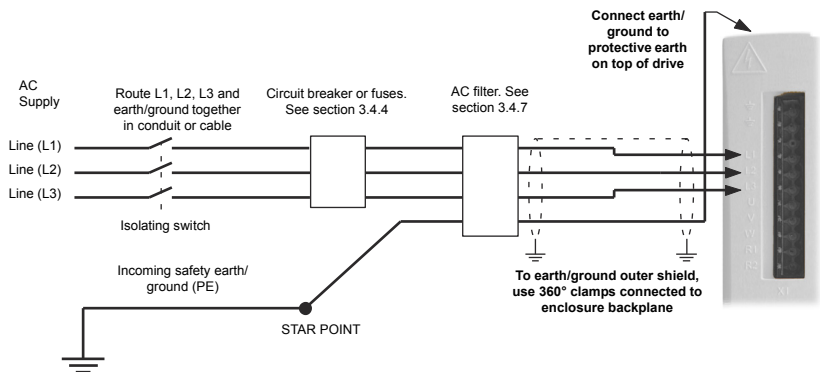 Connect earth/
ground to
protective earth
on top of drive
AC
Supply
Route L1, L2, L3 and
earth/ground together
in conduit or cable
Circuit breaker or fuses.
See section 3.4.4
AC filter. See
section 3.4.7
Line (L1)
Line (L2)
Line (L3)
Isolating switch
Incoming safety earth/
ground (PE)
STAR POINT
To earth/ground outer shield,
use 360° clamps connected to
enclosure backplane
X1